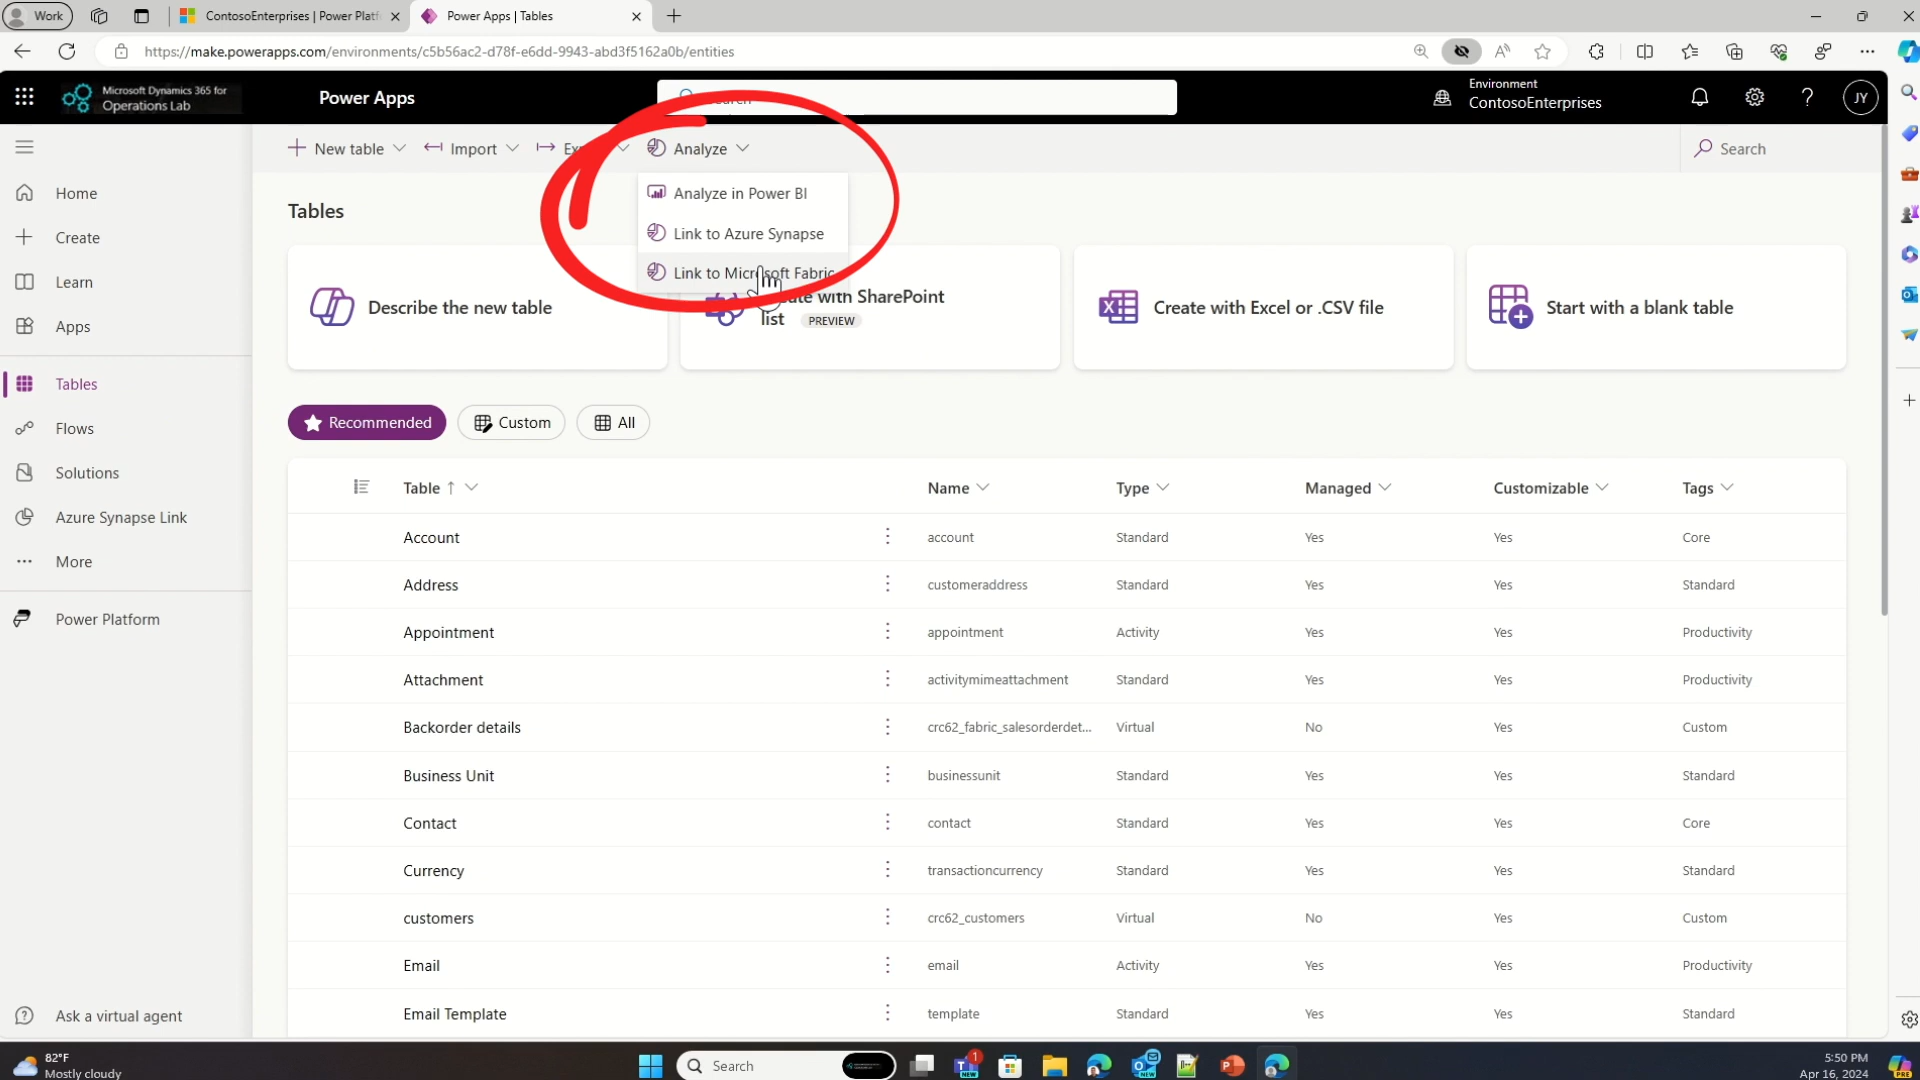 Work
ContosoEnterprises | Power Platf
Power Apps | Tables
https://make.powerapps.com/environments/c5b56ac2-d78f-e6dd-9943-abd3f5162a0b/entities
Microsoft Dynamics 365 for
Operations Lab
Power Apps
Search
Environment
ContosoEnterprises
JY
New table
Import
Analyze
Search
Home
Create
Learn
Apps
Tables
Flows
Solutions
Azure Synapse Link
More
Power Platform
Ask a virtual agent
Analyze in Power BI
Link to Azure Synapse
Link to Microsoft Fabric
Tables
Describe the new table
with SharePoint
list PREVIEW
Create with Excel or .CSV file
Start with a blank table
Recommended Custom All
Table ↑ Name Type Managed Customizable Tags
Account account Standard Yes Yes Core
Address customeraddress Standard Yes Yes Standard
Appointment appointment Activity Yes Yes Productivity
Attachment activitymimeattachment Standard Yes Yes Productivity
Backorder details crc62_fabric_salesorderdet... Virtual No Yes Custom
Business Unit businessunit Standard Yes Yes Standard
Contact contact Standard Yes Yes Core
Currency transactioncurrency Standard Yes Yes Standard
customers crc62_customers Virtual No Yes Custom
Email email Activity Yes Yes Productivity
Email Template template Standard Yes Yes Standard
82°F
Mostly cloudy
Search
1
5:50 PM
Apr 16, 2024